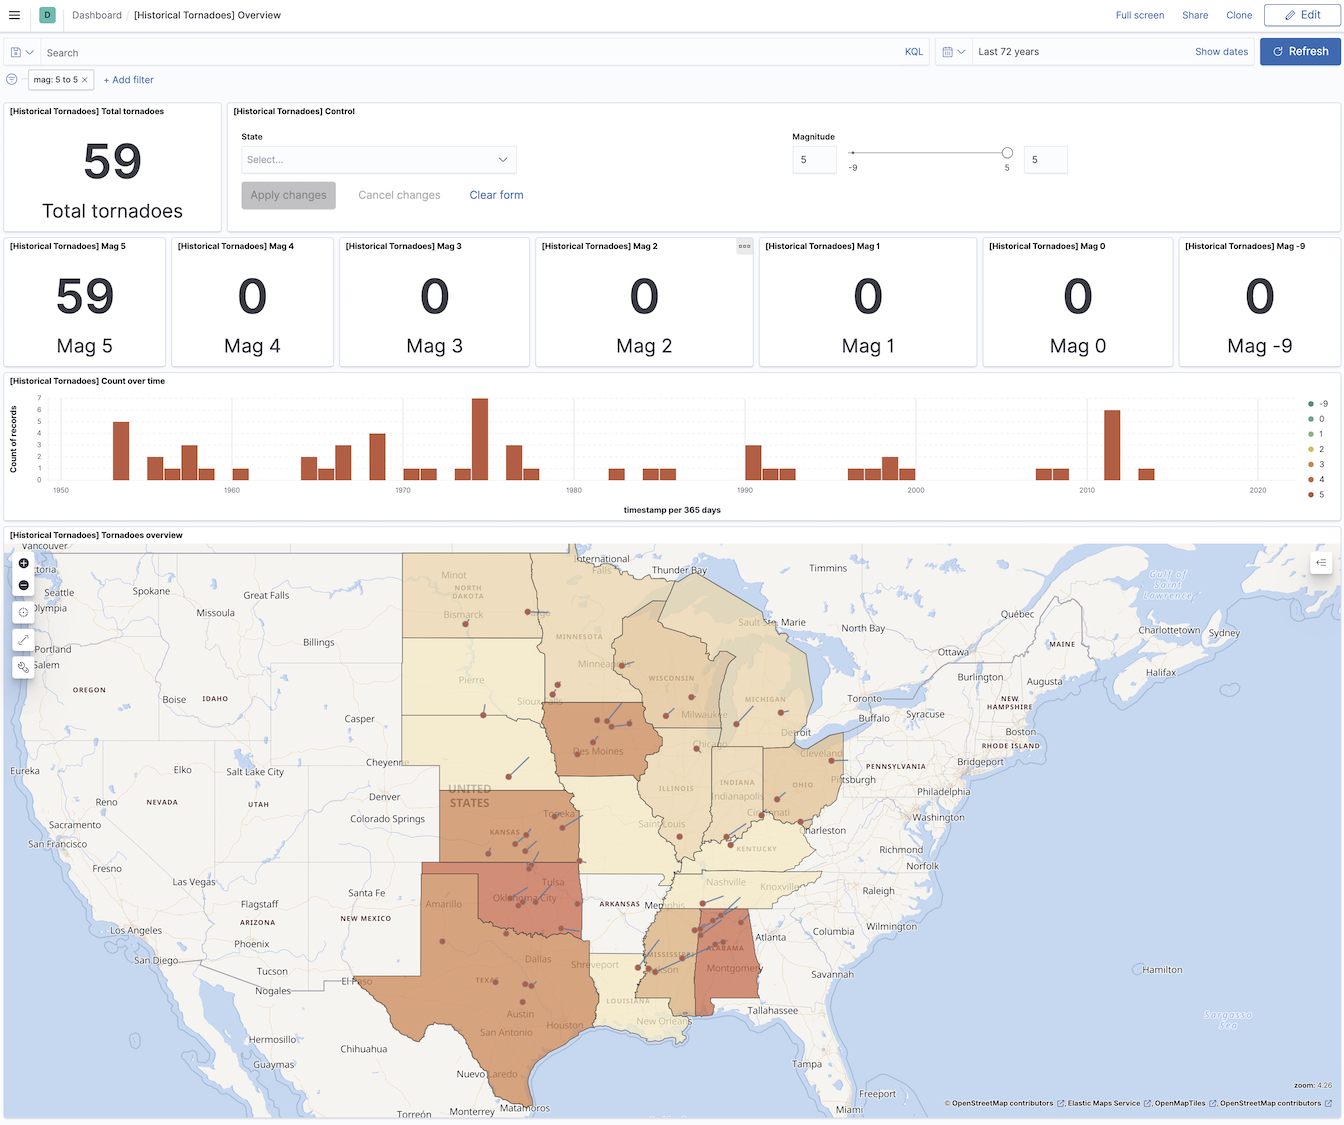 D Dashboard / [Historical Tornadoes] Overview Full screen Share Clone Edit
Search KQL Last 72 years Show dates Refresh
mag: 5 to 5 × + Add filter
[Historical Tornadoes] Total tornadoes
59
Total tornadoes
[Historical Tornadoes] Control
State
Select...
Apply changes Cancel changes Clear form
Magnitude
5 -9 5 5
[Historical Tornadoes] Mag 5
59
Mag 5
[Historical Tornadoes] Mag 4
0
Mag 4
[Historical Tornadoes] Mag 3
0
Mag 3
[Historical Tornadoes] Mag 2
0
Mag 2
[Historical Tornadoes] Mag 1
0
Mag 1
[Historical Tornadoes] Mag 0
0
Mag 0
[Historical Tornadoes] Mag -9
0
Mag -9
[Historical Tornadoes] Count over time
Count of records
7
6
5
4
3
2
1
0
1950 1960 1970 1980 1990 2000 2010 2020
timestamp per 365 days
-9
0
1
2
3
4
5
[Historical Tornadoes] Tornadoes overview
Vancouver
International
Falls
Thunder Bay
Timmins
Gulf of
Saint
Lawrence
toria
Seattle
Spokane
Great Falls
Minot
NORTH
DAKOTA
Olympia
Missoula
Bismarck
Sault Ste. Marie
North Bay
Québec
Charlottetown
Sydney
Billings
MINNESOTA
Portland
Salem
Minneapo
Ottawa
MAINE
Halifax
Pierre
WISCONSIN
Burlington
Augusta
OREGON
Boise
IDAHO
Sioux Falls
MICHIGAN
Toronto
NEW
HAMPSHIRE
Casper
Milwaukee
Buffalo
Syracuse
Detroit
Boston
Chicago
RHODE ISLAND
Des Moines
Cleveland
Cheyenne
PENNSYLVANIA
Bridgeport
Eureka
Elko
Salt Lake City
Pittsburgh
UNITED
STATES
INDIANA
OHIO
ILLINOIS
Indianapolis
Philadelphia
Reno
NEVADA
UTAH
Denver
Colorado Springs
Topeka
Cincinnati
Washington
Sacramento
Saint Louis
KANSAS
Charleston
San Francisco
KENTUCKY
Richmond
Fresno
Norfolk
Las Vegas
Santa Fe
Tulsa
Nashville
Knoxville
Raleigh
Flagstaff
Amarillo
Oklahoma City
ARKANSAS
Memphis
ARIZONA
NEW MEXICO
Wilmington
Los Angeles
Columbia
Phoenix
Atlanta
ALABAMA
San Diego
Dallas
Shreveport
MISSISSIPPI
Montgomery
Tucson
El Paso
TEXAS
Jackson
Savannah
Hamilton
Nogales
LOUISIANA
Tallahassee
Austin
New Orleans
Sargasso
Sea
San Antonio
Houston
Hermosillo
Chihuahua
Guaymas
Nuevo Laredo
Tampa
Freeport
Torreón
Monterrey
Matamoros
Miami
zoom: 4.26
© OpenStreetMap contributors , Elastic Maps Service , OpenMapTiles , OpenStreetMap contributors